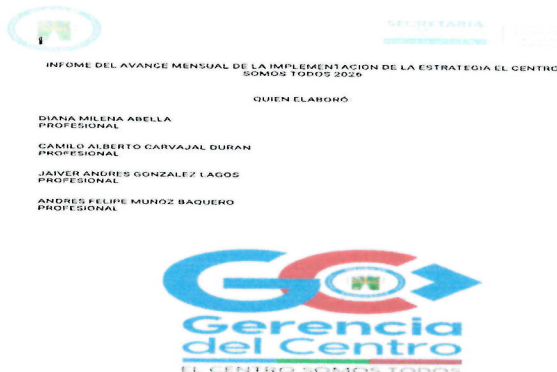 SECRETARÍA
INFOME DEL AVANCE MENSUAL DE LA IMPLEMENTACION DE LA ESTRATEGIA EL CENTRO
SOMOS TODOS 2026
QUIEN ELABORÓ
DIANA MILENA ABELLA
PROFESIONAL
CAMILO ALBERTO CARVAJAL DURAN
PROFESIONAL
JAIVER ANDRES GONZALEZ LAGOS
PROFESIONAL
ANDRES FELIPE MUÑOZ BAQUERO
PROFESIONAL
GC
Gerencia
del Centro
EL CENTRO SOMOS TODOS